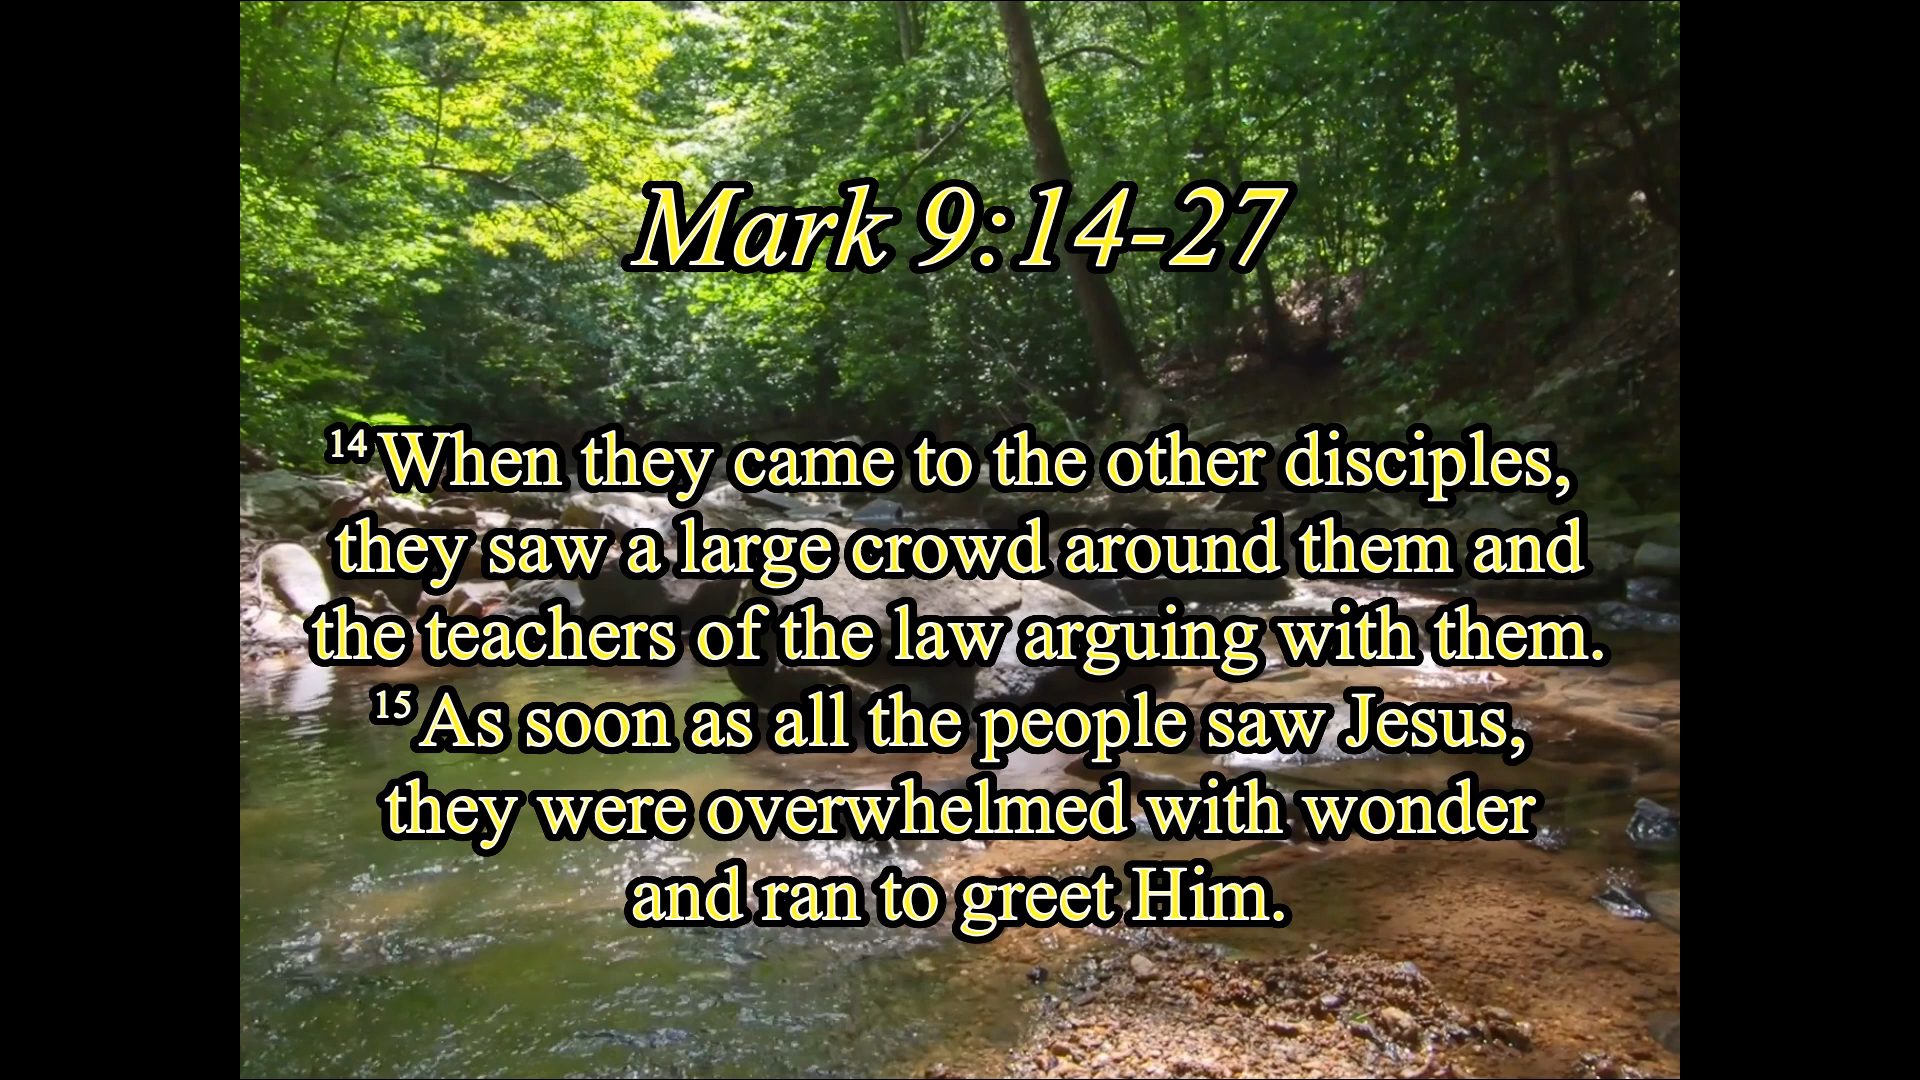 Mark 9:14-27
14 When they came to the other disciples,
they saw a large crowd around them and
the teachers of the law arguing with them.
15 As soon as all the people saw Jesus,
they were overwhelmed with wonder
and ran to greet Him.